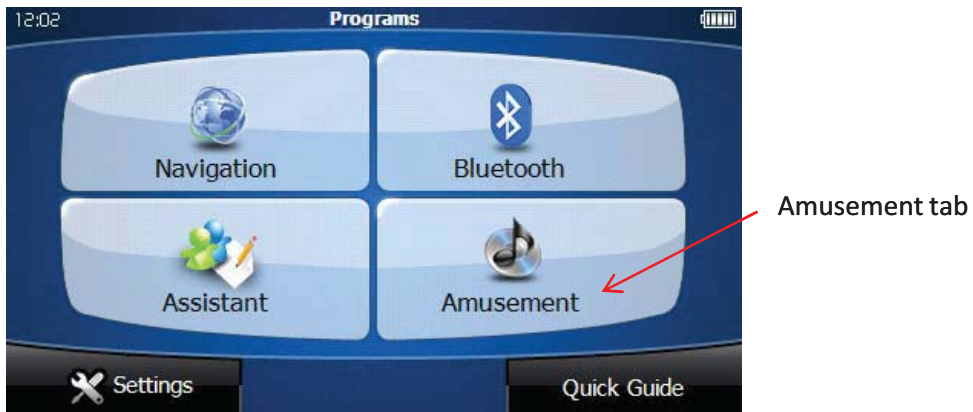 12:02
Programs
Navigation
Bluetooth
Amusement tab
Assistant
Amusement
Settings
Quick Guide